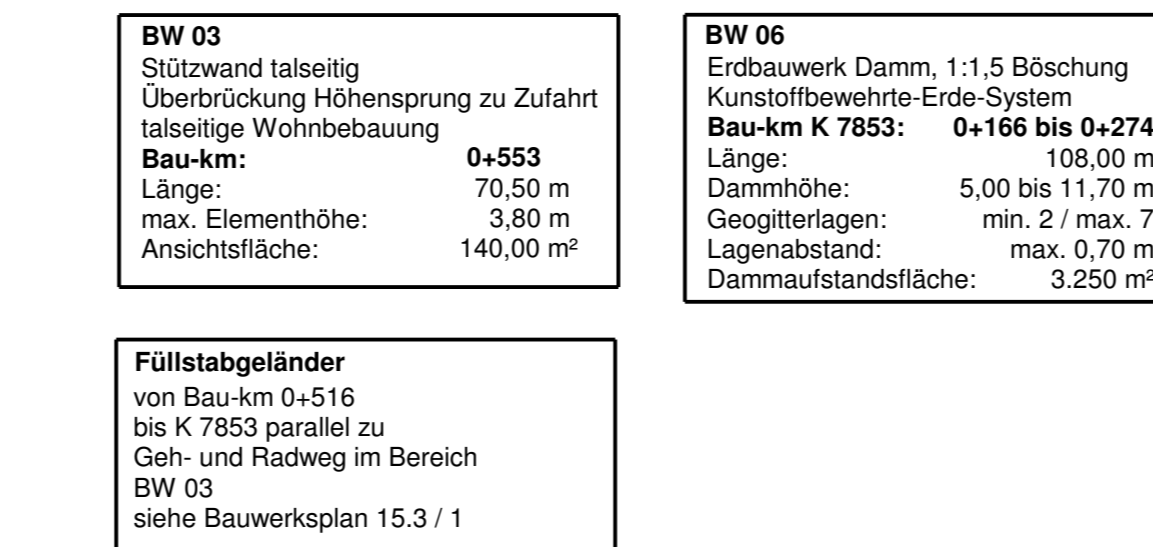 BW 03
Stützwand talseitig
Überbrückung Höhensprung zu Zufahrt
talseitige Wohnbebauung
Bau-km: 0+553
Länge: 70,50 m
max. Elementhöhe: 3,80 m
Ansichtsfläche: 140,00 m²
BW 06
Erdbauwerk Damm, 1:1,5 Böschung
Kunstoffbewehrte-Erde-System
Bau-km K 7853: 0+166 bis 0+274
Länge: 108,00 m
Dammhöhe: 5,00 bis 11,70 m
Geogitterlagen: min. 2 / max. 7
Lagenabstand: max. 0,70 m
Dammaufstandsfläche: 3.250 m²
Füllstabgeländer
von Bau-km 0+516
bis K 7853 parallel zu
Geh- und Radweg im Bereich
BW 03
siehe Bauwerksplan 15.3 / 1